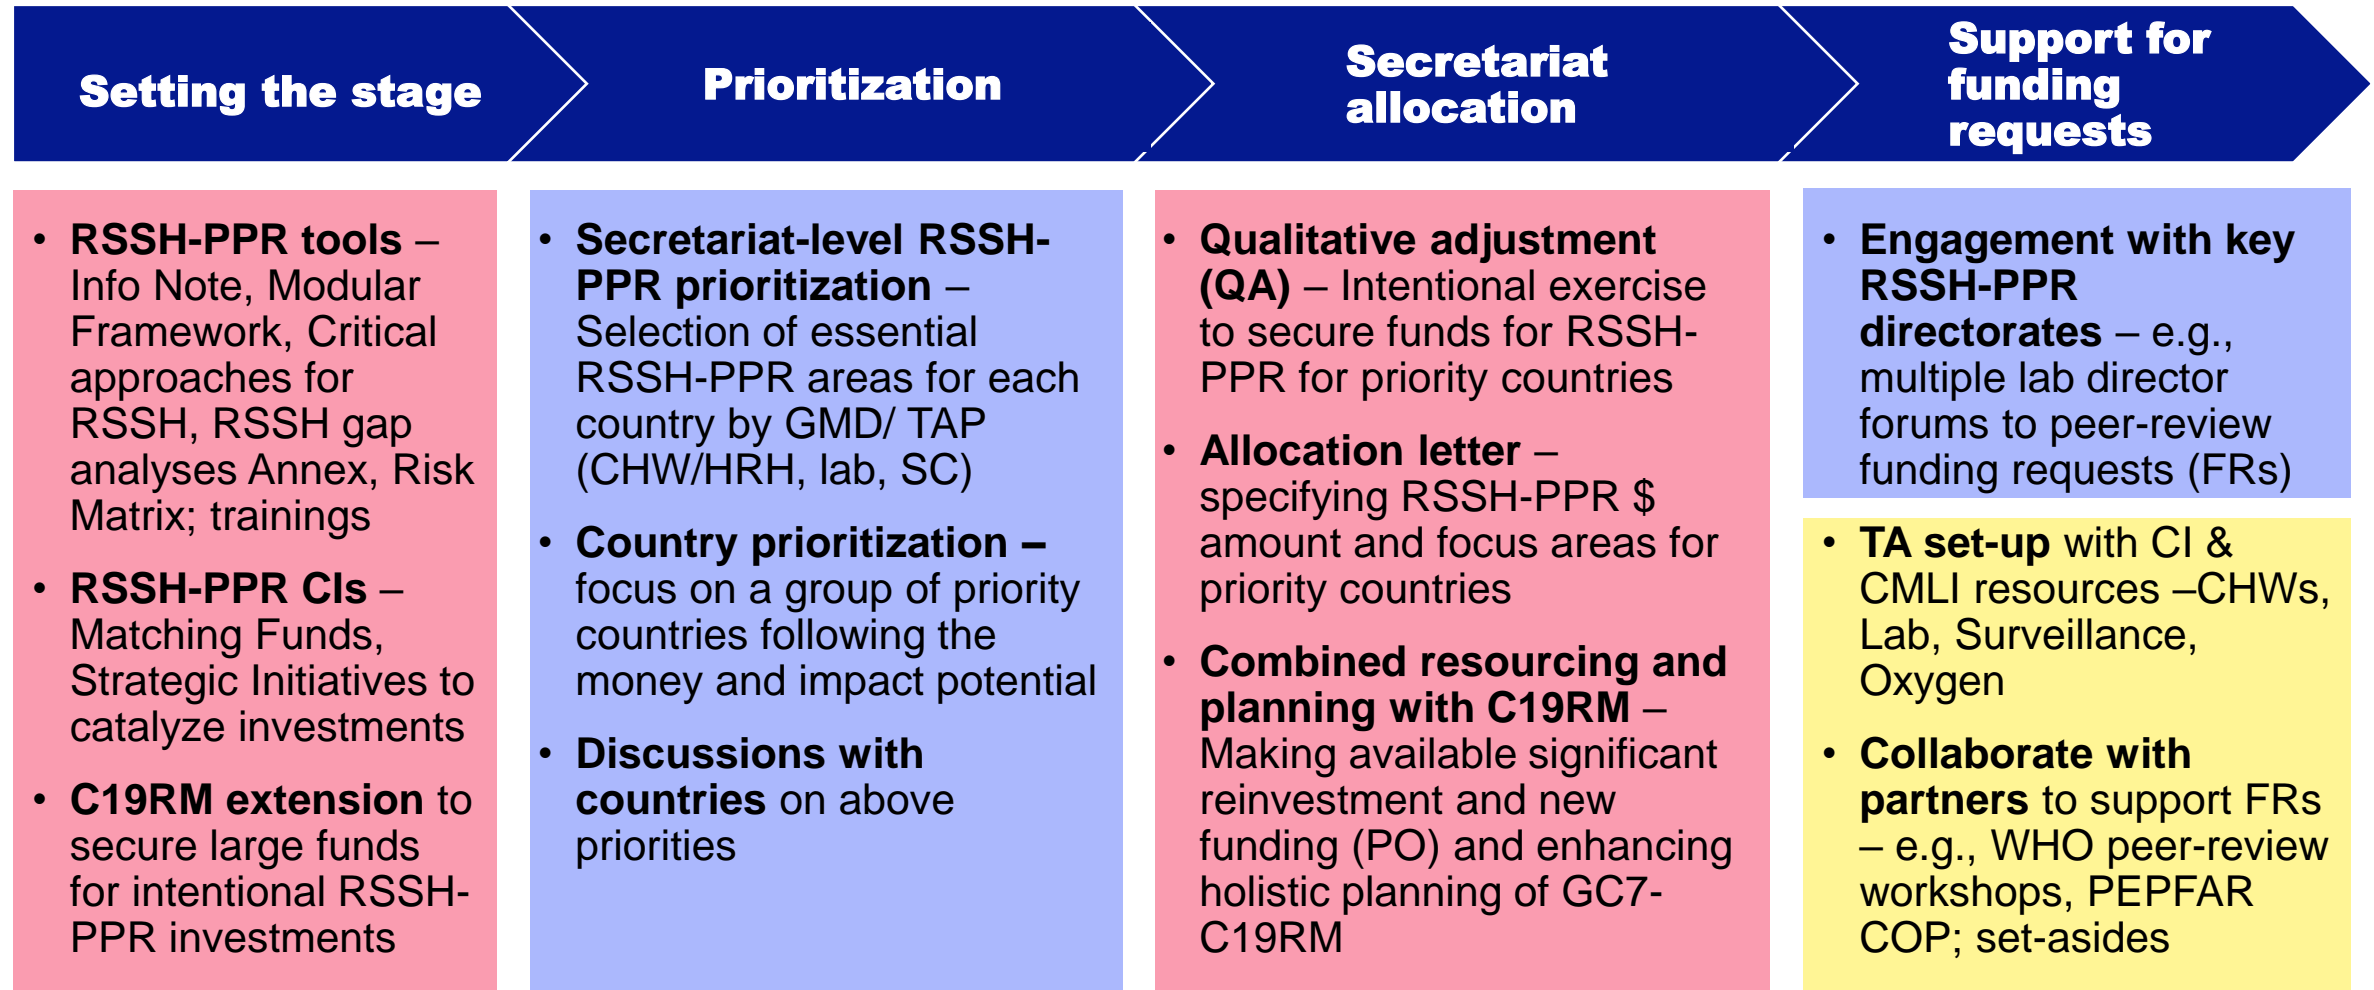 Setting the stage
Prioritization
Secretariat
allocation
Support for
funding
requests
• RSSH-PPR tools –
Info Note, Modular
Framework, Critical
approaches for
RSSH, RSSH gap
analyses Annex, Risk
Matrix; trainings
• RSSH-PPR CIs –
Matching Funds,
Strategic Initiatives to
catalyze investments
• C19RM extension to
secure large funds
for intentional RSSH-
PPR investments
• Secretariat-level RSSH-
PPR prioritization –
Selection of essential
RSSH-PPR areas for each
country by GMD/ TAP
(CHW/HRH, lab, SC)
• Country prioritization –
focus on a group of priority
countries following the
money and impact potential
• Discussions with
countries on above
priorities
• Qualitative adjustment
(QA) – Intentional exercise
to secure funds for RSSH-
PPR for priority countries
• Allocation letter –
specifying RSSH-PPR $
amount and focus areas for
priority countries
• Combined resourcing and
planning with C19RM –
Making available significant
reinvestment and new
funding (PO) and enhancing
holistic planning of GC7-
C19RM
• Engagement with key
RSSH-PPR
directorates – e.g.,
multiple lab director
forums to peer-review
funding requests (FRs)
• TA set-up with CI &
CMLI resources –CHWs,
Lab, Surveillance,
Oxygen
• Collaborate with
partners to support FRs
– e.g., WHO peer-review
workshops, PEPFAR
COP; set-asides